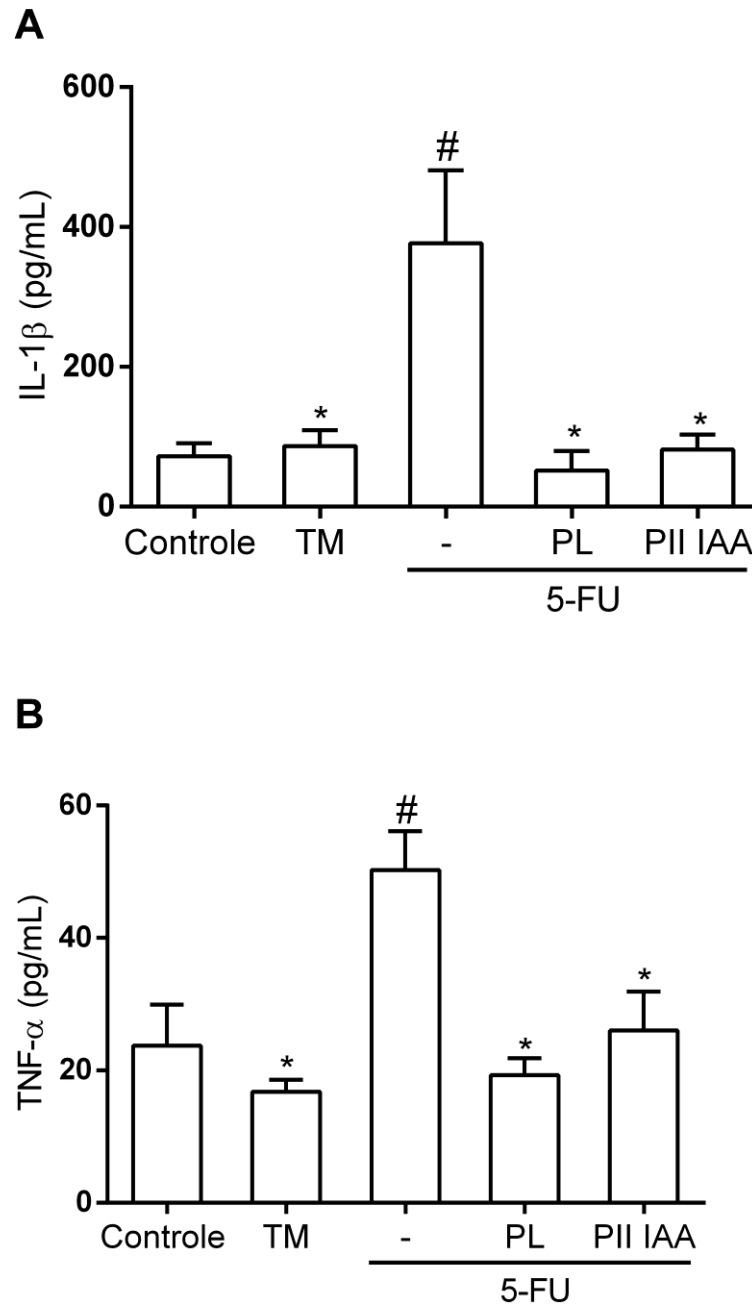 A
600
400
200
0
IL-1β (pg/mL)
#
*
*
*
Controle TM - PL PII IAA
5-FU
B
60
40
20
0
TNF-α (pg/mL)
#
*
*
*
Controle TM - PL PII IAA
5-FU